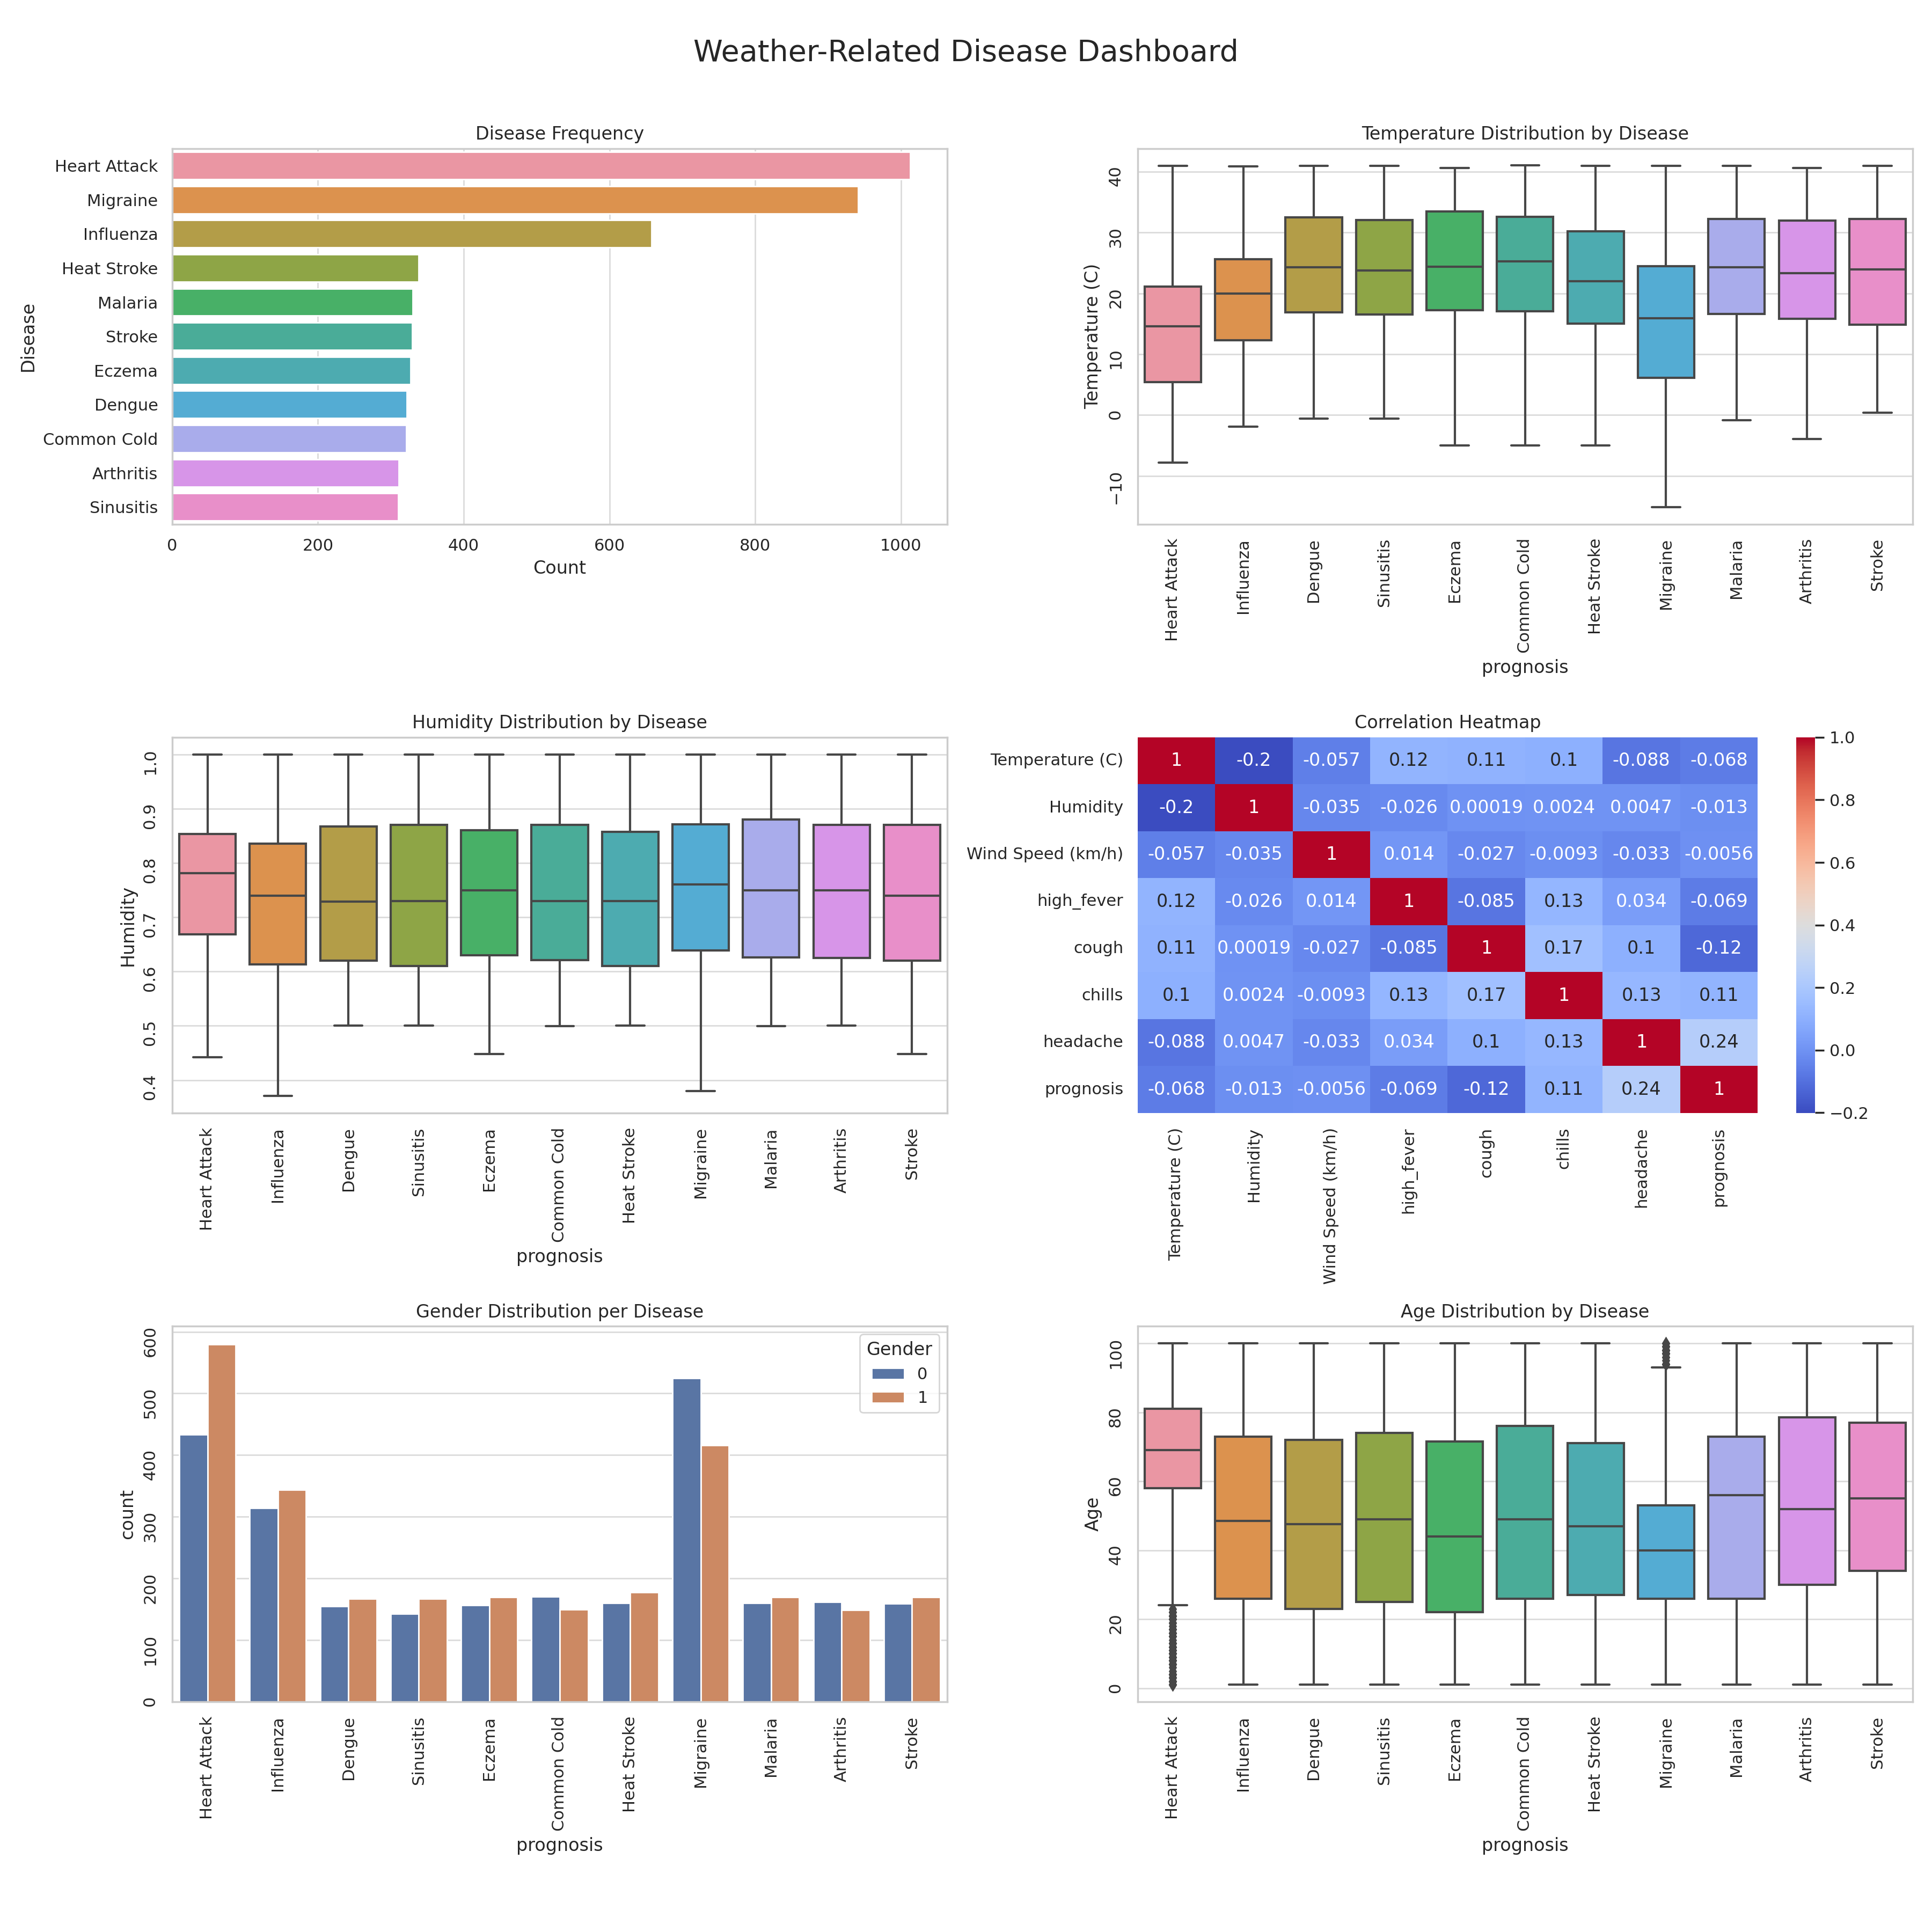 Weather-Related Disease Dashboard
Disease Frequency
Disease
Heart Attack
Migraine
Influenza
Heat Stroke
Malaria
Stroke
Eczema
Dengue
Common Cold
Arthritis
Sinusitis
0 200 400 600 800 1000
Count
Temperature Distribution by Disease
Temperature (C)
40
30
20
10
0
−10
Heart Attack Influenza Dengue Sinusitis Eczema Common Cold Heat Stroke Migraine Malaria Arthritis Stroke
prognosis
Humidity Distribution by Disease
Humidity
1.0
0.9
0.8
0.7
0.6
0.5
0.4
Heart Attack Influenza Dengue Sinusitis Eczema Common Cold Heat Stroke Migraine Malaria Arthritis Stroke
prognosis
Correlation Heatmap
Temperature (C) 1 -0.2 -0.057 0.12 0.11 0.1 -0.088 -0.068
Humidity -0.2 1 -0.035 -0.026 0.00019 0.0024 0.0047 -0.013
Wind Speed (km/h) -0.057 -0.035 1 0.014 -0.027 -0.0093 -0.033 -0.0056
high_fever 0.12 -0.026 0.014 1 -0.085 0.13 0.034 -0.069
cough 0.11 0.00019 -0.027 -0.085 1 0.17 0.1 -0.12
chills 0.1 0.0024 -0.0093 0.13 0.17 1 0.13 0.11
headache -0.088 0.0047 -0.033 0.034 0.1 0.13 1 0.24
prognosis -0.068 -0.013 -0.0056 -0.069 -0.12 0.11 0.24 1
Temperature (C) Humidity Wind Speed (km/h) high_fever cough chills headache prognosis
1.0
0.8
0.6
0.4
0.2
0.0
−0.2
Gender Distribution per Disease
count
600
500
400
300
200
100
0
Gender
0
1
Heart Attack Influenza Dengue Sinusitis Eczema Common Cold Heat Stroke Migraine Malaria Arthritis Stroke
prognosis
Age Distribution by Disease
Age
100
80
60
40
20
0
Heart Attack Influenza Dengue Sinusitis Eczema Common Cold Heat Stroke Migraine Malaria Arthritis Stroke
prognosis